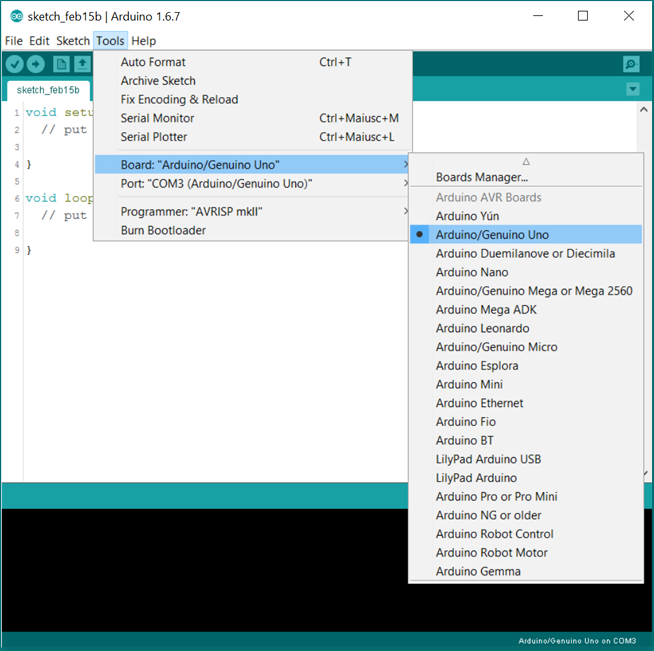 sketch_feb15b | Arduino 1.6.7
File Edit Sketch Tools Help
sketch_feb15b
1 void setu
2 // put
3
4 }
5
6 void loop
7 // put
8
9 }
Auto Format Ctrl+T
Archive Sketch
Fix Encoding & Reload
Serial Monitor Ctrl+Maiusc+M
Serial Plotter Ctrl+Maiusc+L
Board: "Arduino/Genuino Uno"
Port: "COM3 (Arduino/Genuino Uno)"
Programmer: "AVRISP mkII"
Burn Bootloader
Boards Manager...
Arduino AVR Boards
Arduino Yún
Arduino/Genuino Uno
Arduino Duemilanove or Diecimila
Arduino Nano
Arduino/Genuino Mega or Mega 2560
Arduino Mega ADK
Arduino Leonardo
Arduino/Genuino Micro
Arduino Esplora
Arduino Mini
Arduino Ethernet
Arduino Fio
Arduino BT
LilyPad Arduino USB
LilyPad Arduino
Arduino Pro or Pro Mini
Arduino NG or older
Arduino Robot Control
Arduino Robot Motor
Arduino Gemma
Arduino/Genuino Uno on COM3